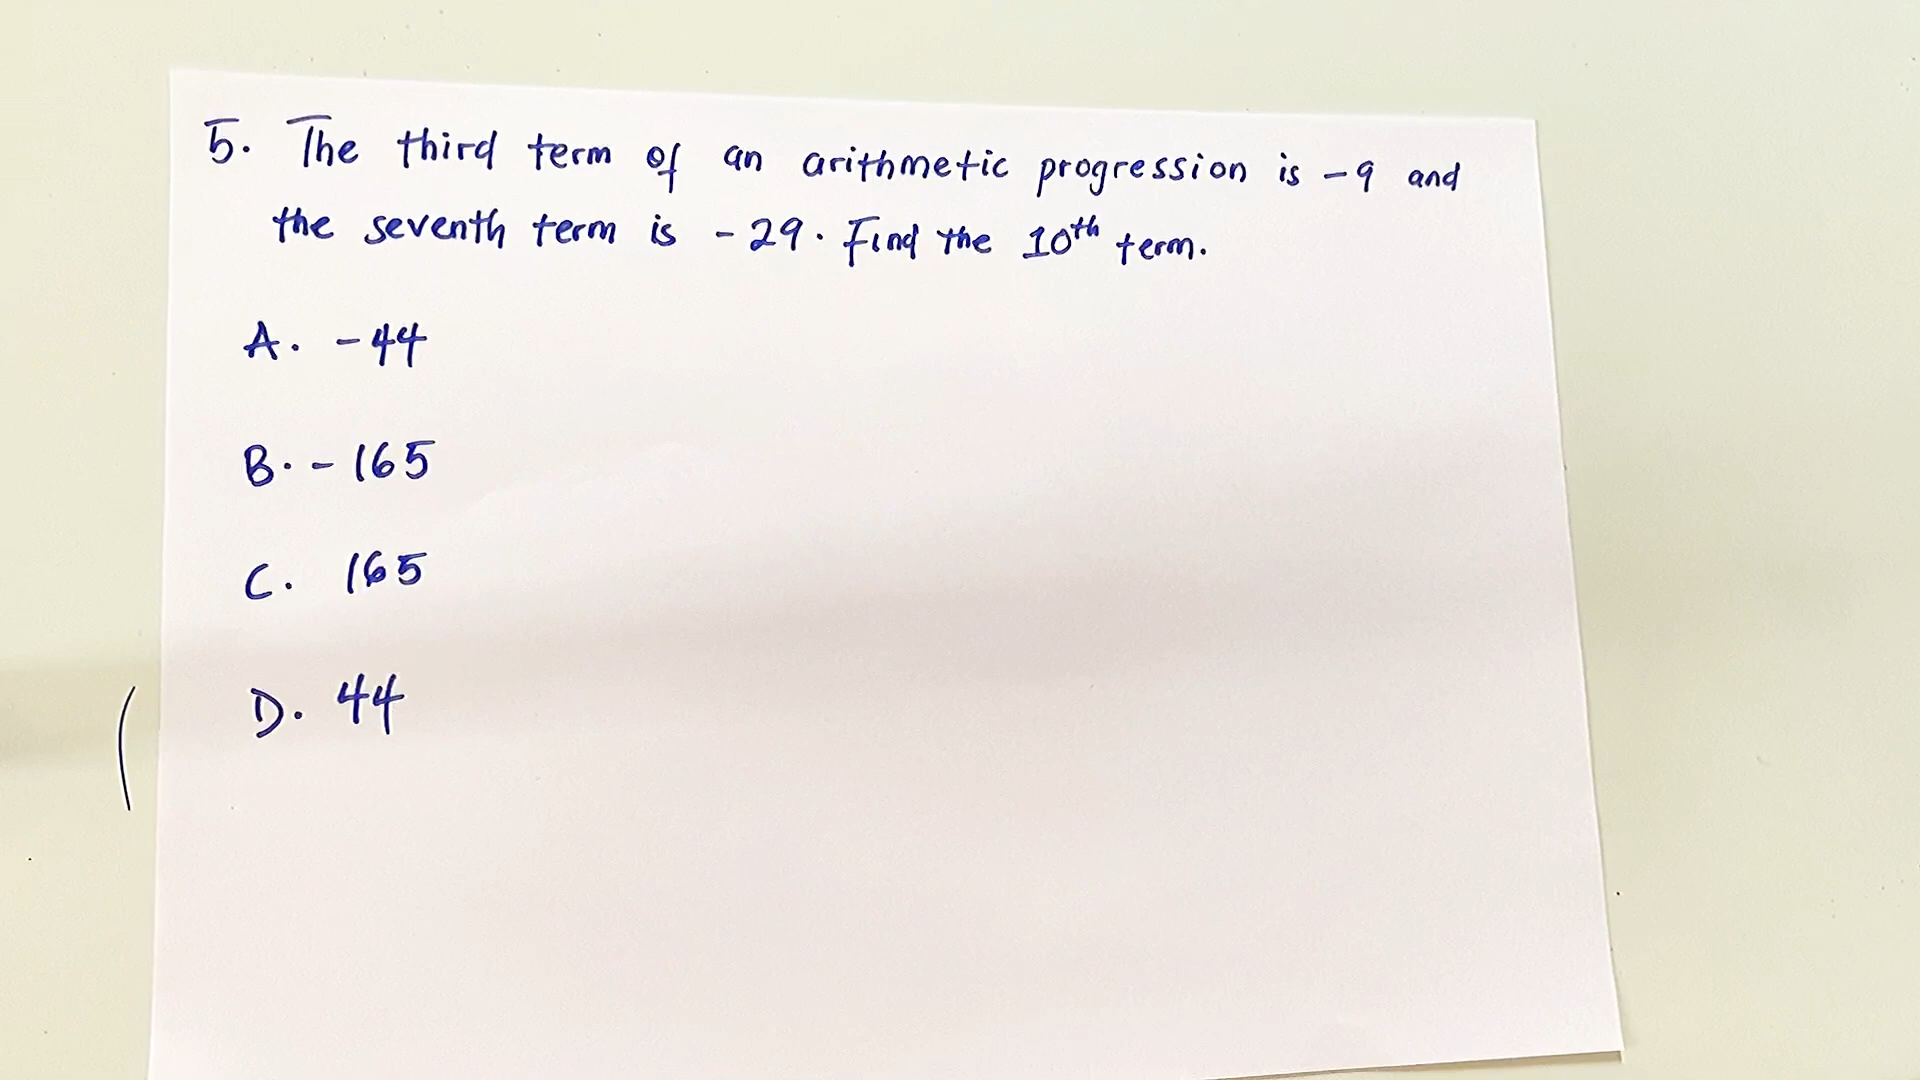 5. The third term of an arithmetic progression is -9 and
the seventh term is -29. Find the 10th term.
A. -44
B. -165
C. 165
D. 44